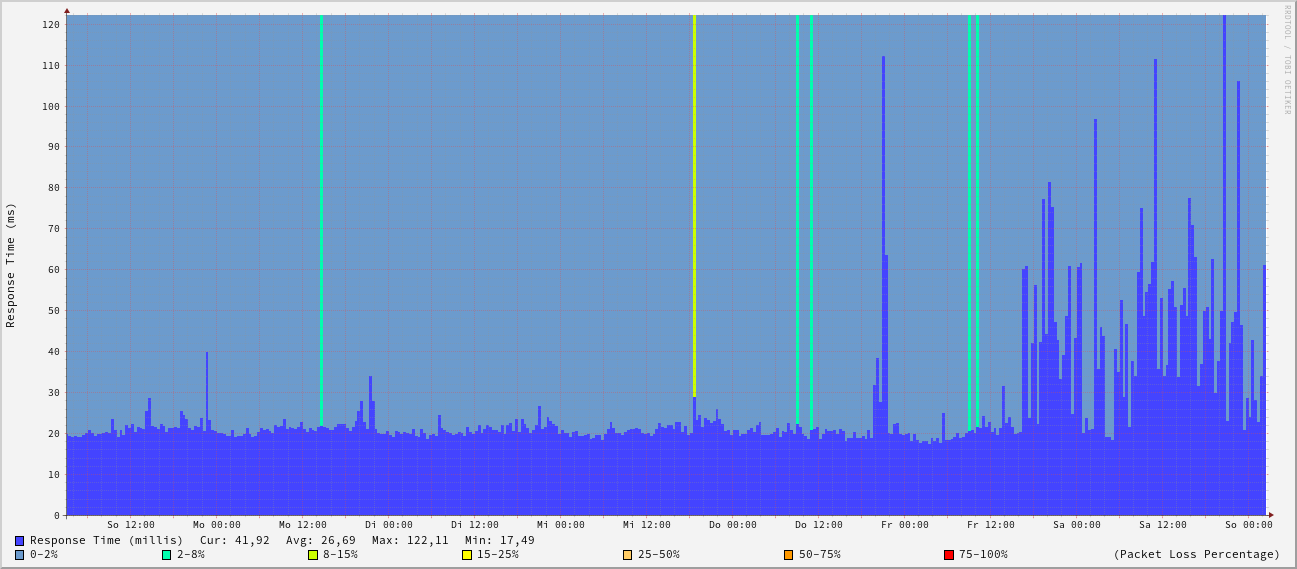 RRDTOOL / TOBI OETIKER
Response Time (ms)
120
110
100
90
80
70
60
50
40
30
20
10
0
So 12:00 Mo 00:00 Mo 12:00 Di 00:00 Di 12:00 Mi 00:00 Mi 12:00 Do 00:00 Do 12:00 Fr 00:00 Fr 12:00 Sa 00:00 Sa 12:00 So 00:00
Response Time (millis) Cur: 41,92 Avg: 26,69 Max: 122,11 Min: 17,49
0-2% 2-8% 8-15% 15-25% 25-50% 50-75% 75-100% (Packet Loss Percentage)